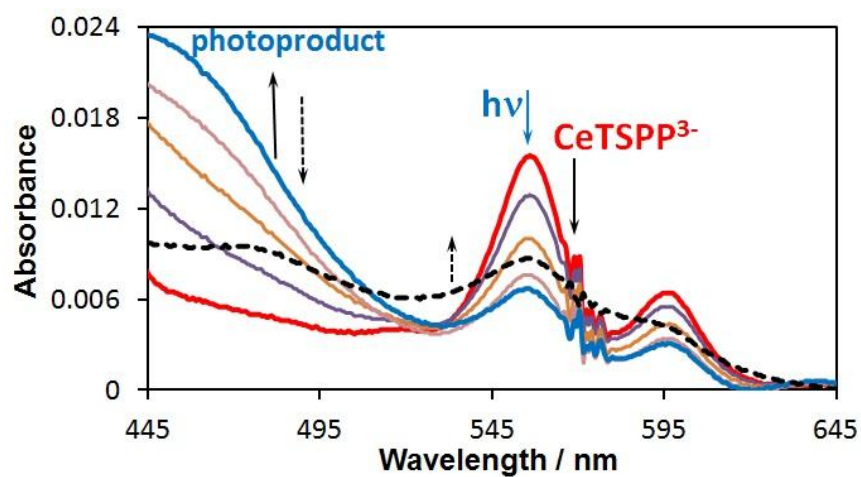 0.024
photoproduct
0.018
hν
CeTSPP³⁻
0.012
0.006
0
Absorbance
445
495
545
595
645
Wavelength / nm